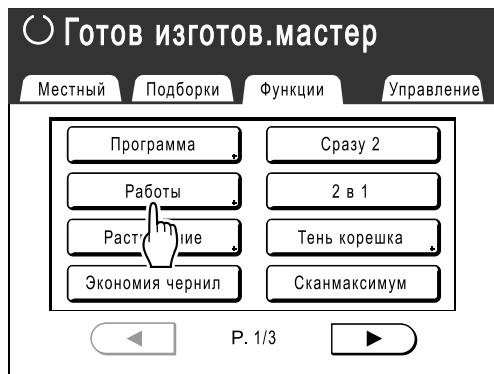 Готов изготов.мастер
Местный Подборки Функции Управление
Программа Сразу 2
Работы 2 в 1
Тень корешка
Экономия чернил Сканмаксимум
P. 1/3